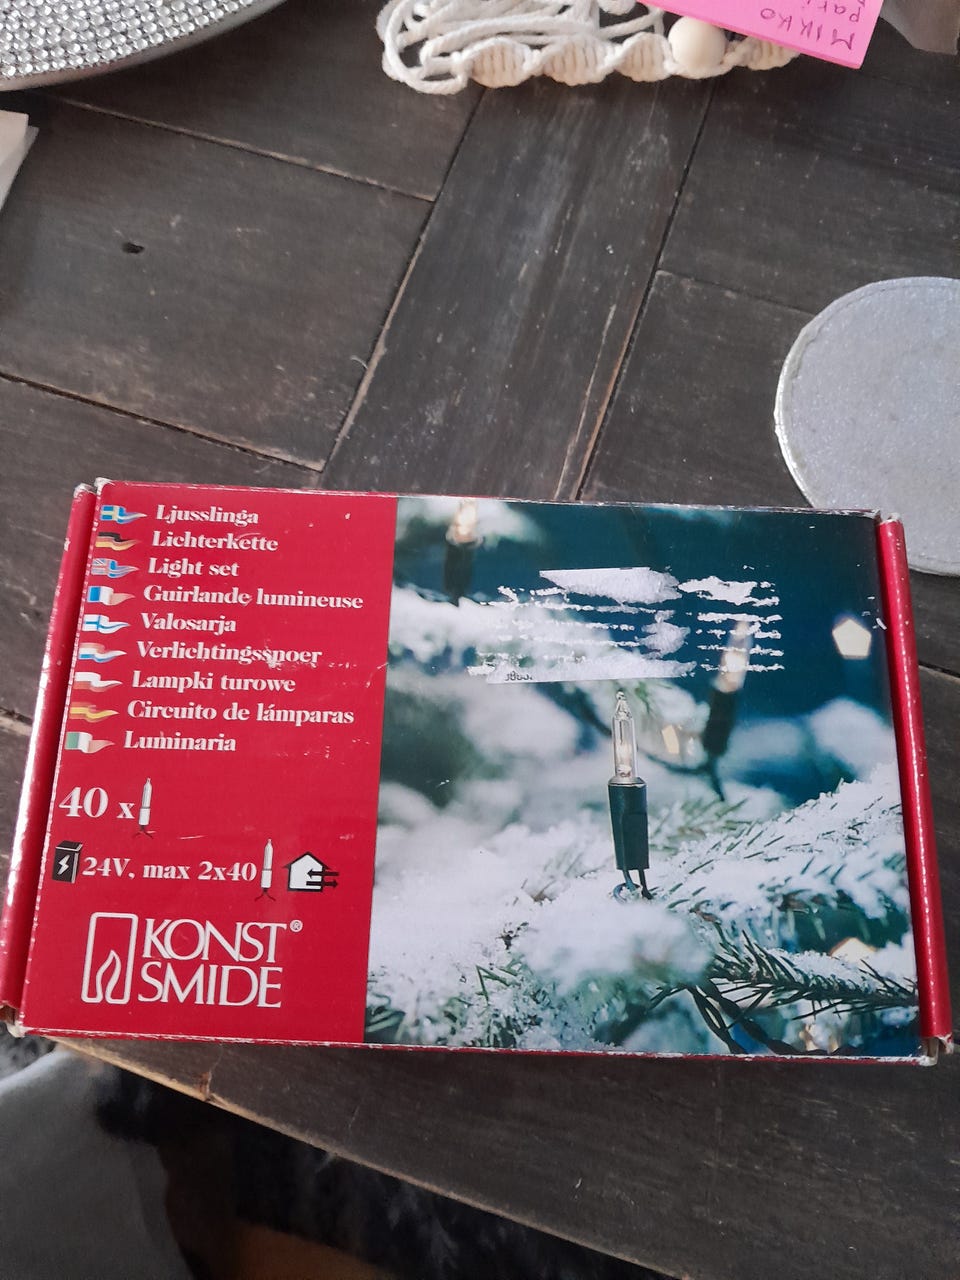 MIKKO
Ljusslinga
Lichterkette
Light set
Guirlande lumineuse
Valosarja
Verlichtingssnoer
Lampki turowe
Circuito de lámparas
Luminaria
40 x
24V, max 2x40
KONST®
SMIDE